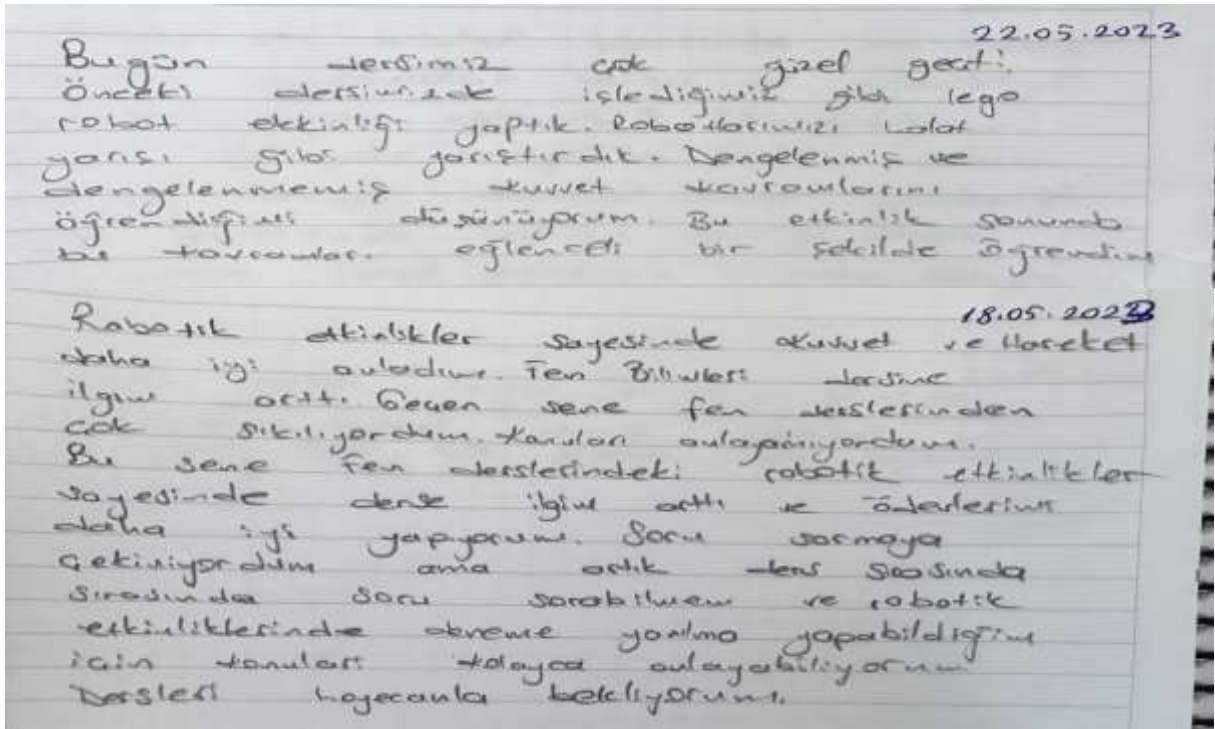 22.05.2023
Bugün dersimiz çok güzel geçti.
Önceki dersimizde işlediğimiz gibi lego
robot etkinliği yaptık. Robotlarımızı halat
yarışı gibi yarıştırdık. Dengelenmiş ve
dengelenmemiş kuvvet kavramlarını
öğrendiğimi düşünüyorum. Bu etkinlik sonunda
bu kavramları eğlenceli bir şekilde öğrendim
18.05.2023
Robotik etkinlikler sayesinde Kuvvet ve Hareket
daha iyi anladım. Fen Bilimleri dersine
ilgim arttı. Geçen sene fen derslerinden
çok sıkılıyordum. Konuları anlayamıyordum.
Bu sene Fen derslerindeki robotik etkinlikler
sayesinde derse ilgim arttı ve ödevlerimi
daha iyi yapıyorum. Soru sormaya
çekiniyordum ama artık ders sırasında
sırasında soru sorabilmem ve robotik
etkinliklerinde deneme yanılma yapabildiğim
için konuları kolayca anlayabiliyorum.
Dersleri heyecanla bekliyorum.